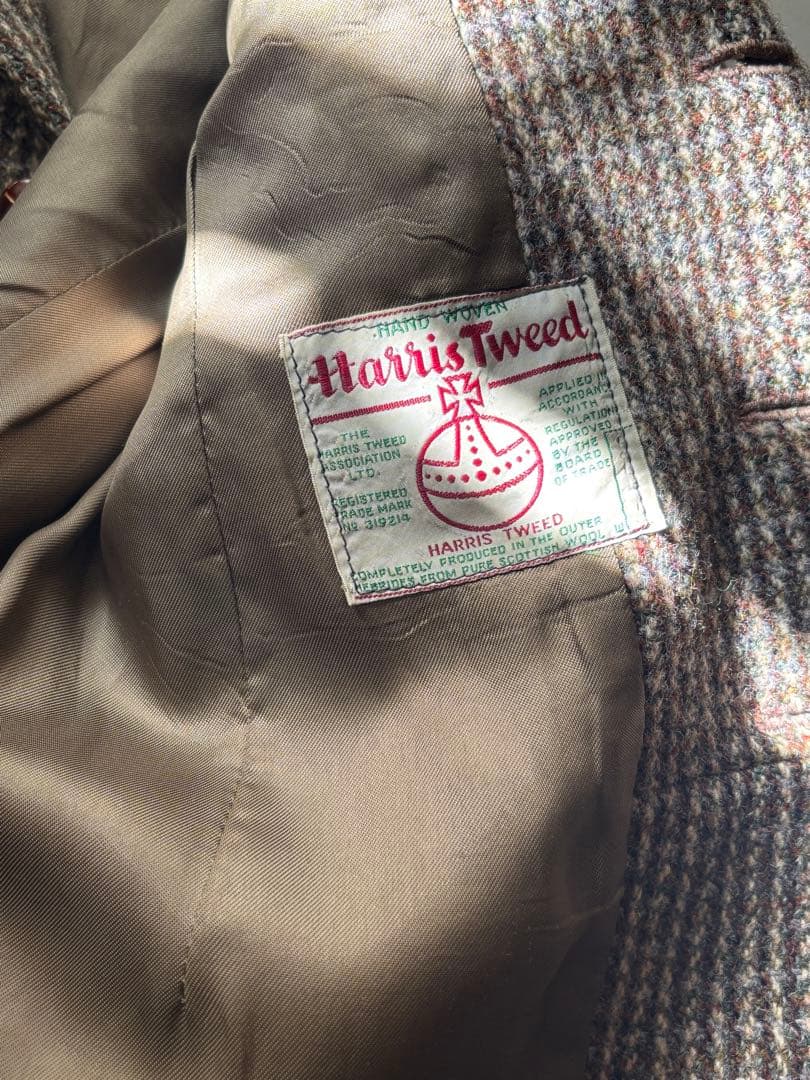 HAND WOVEN
Harris Tweed
THE
HARRIS TWEED
ASSOCIATION
LTD.
REGISTERED
TRADE MARK
No 319214
APPLIED IN
ACCORDANCE
WITH
REGULATIONS
APPROVED
BY THE
BOARD
OF TRADE
HARRIS TWEED
COMPLETELY PRODUCED IN THE OUTER
HEBRIDES FROM PURE SCOTTISH WOOL